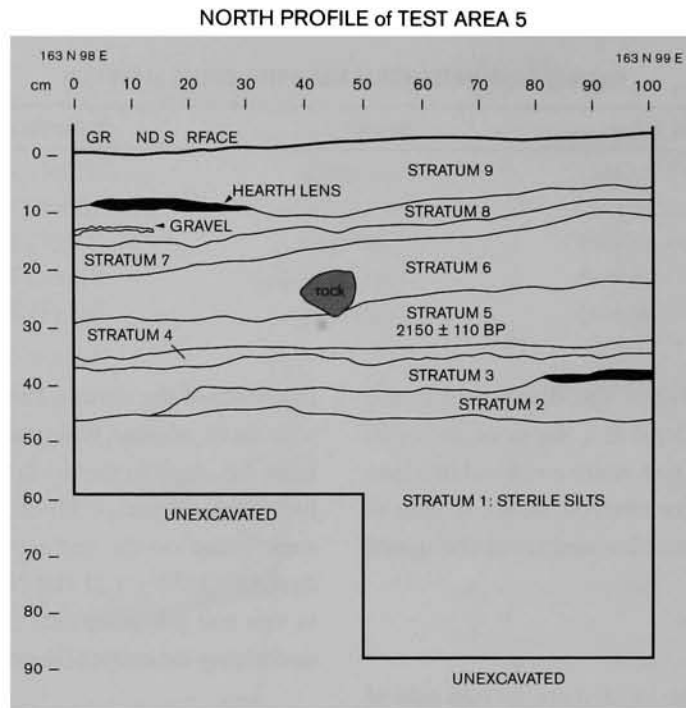 NORTH PROFILE of TEST AREA 5
163 N 98 E
163 N 99 E
cm
0 10 20 30 40 50 60 70 80 90 100
GR ND S RFACE
0
STRATUM 9
HEARTH LENS
10
STRATUM 8
GRAVEL
STRATUM 7
20
STRATUM 6
rock
30
STRATUM 5
2150 ± 110 BP
STRATUM 4
40
STRATUM 3
STRATUM 2
50
60
STRATUM 1: STERILE SILTS
UNEXCAVATED
70
80
90
UNEXCAVATED